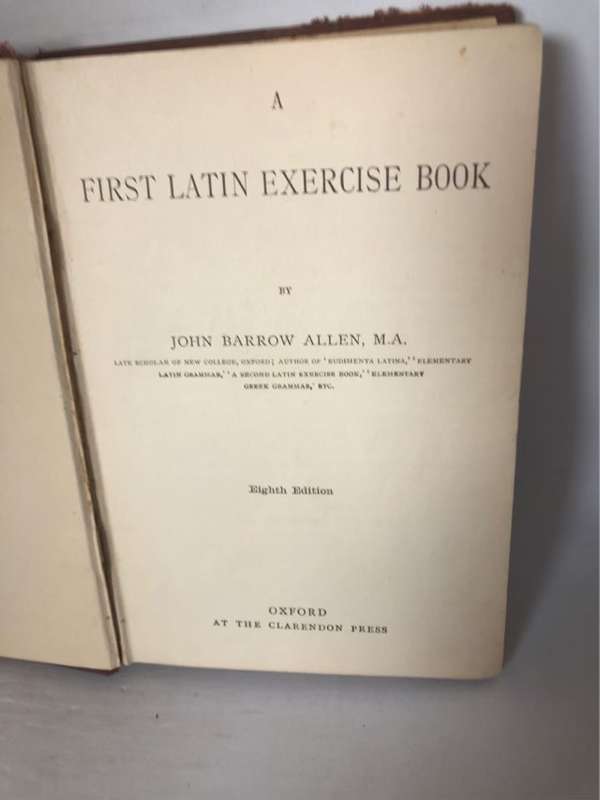 A
FIRST LATIN EXERCISE BOOK
BY
JOHN BARROW ALLEN, M.A.
LATE SCHOLAR OF NEW COLLEGE, OXFORD; AUTHOR OF 'RUDIMENTA LATINA,' 'ELEMENTARY
LATIN GRAMMAR,' 'A SECOND LATIN EXERCISE BOOK,' 'ELEMENTARY
GREEK GRAMMAR,' ETC.
Eighth Edition
OXFORD
AT THE CLARENDON PRESS